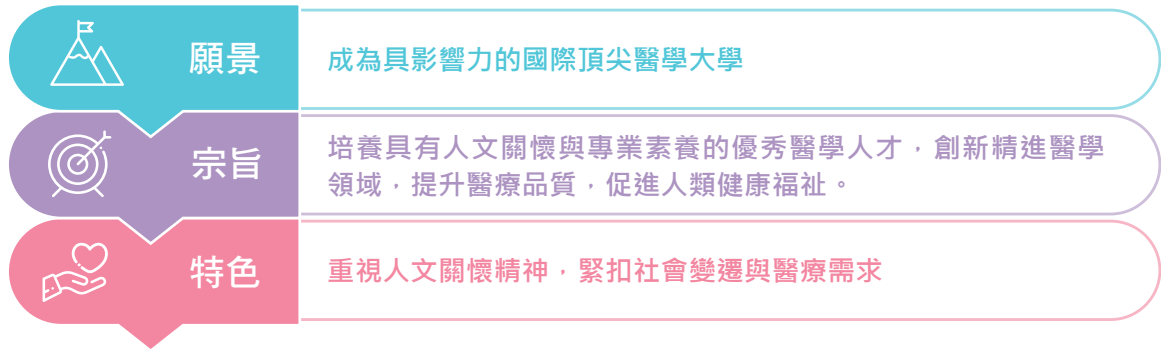 願景
成為具影響力的國際頂尖醫學大學
宗旨
培養具有人文關懷與專業素養的優秀醫學人才，創新精進醫學
領域，提升醫療品質，促進人類健康福祉。
特色
重視人文關懷精神，緊扣社會變遷與醫療需求